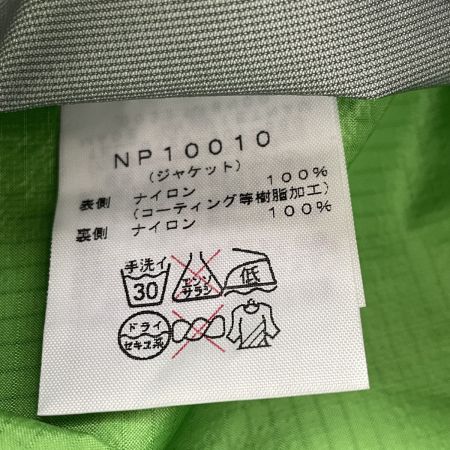 NP10010
(ジャケット)
表側 ナイロン 100%
(コーティング等樹脂加工)
裏側 ナイロン 100%
手洗イ 30 エンソ サラシ 低
ドライ セキユ系